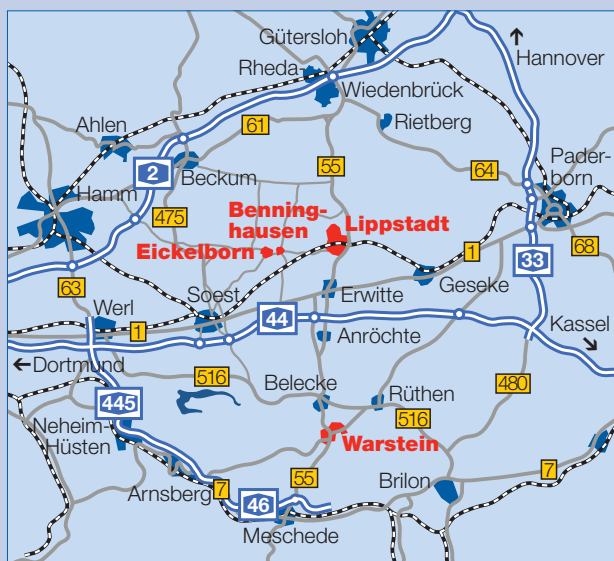 Gütersloh
Hannover
Rheda-
Wiedenbrück
61
Rietberg
Ahlen
55
64
Pader-
born
2
Beckum
Hamm
475
Benning-
hausen
Lippstadt
68
Eickelborn
1
33
63
Geseke
Werl
Soest
Erwitte
44
1
Anröchte
Kassel
Dortmund
516
480
Belecke
Rüthen
445
516
Neheim-
Hüsten
Warstein
7
55
Brilon
Arnsberg
7
46
Meschede